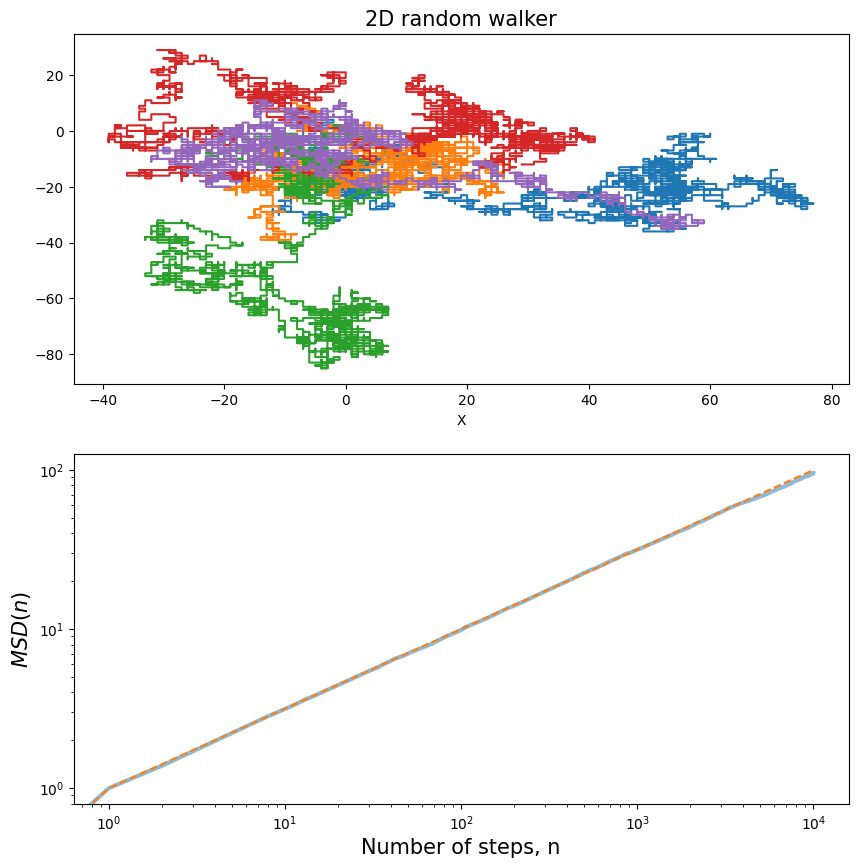 2D random walker
20
0
−20
−40
−60
−80
−40 −20 0 20 40 60 80
X
10²
10¹
10⁰
MSD(n)
10⁰ 10¹ 10² 10³ 10⁴
Number of steps, n